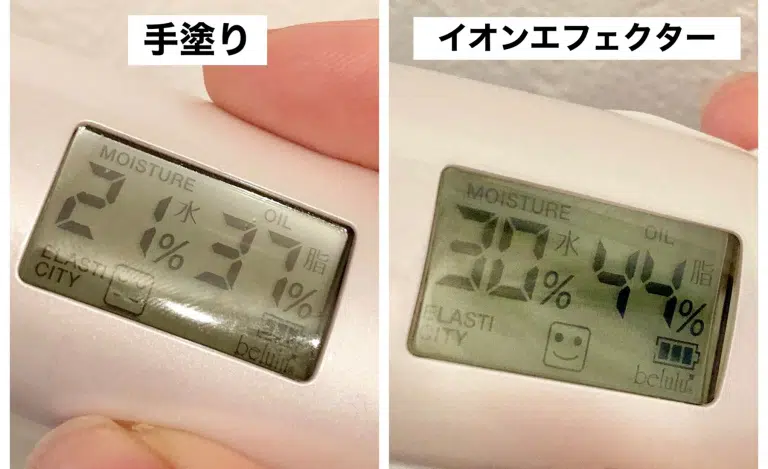 手塗り
MOISTURE
21%水
OIL
37%脂
ELASTI
CITY
belulu
イオンエフェクター
MOISTURE
30%水
OIL
44%脂
ELASTI
CITY
belulu